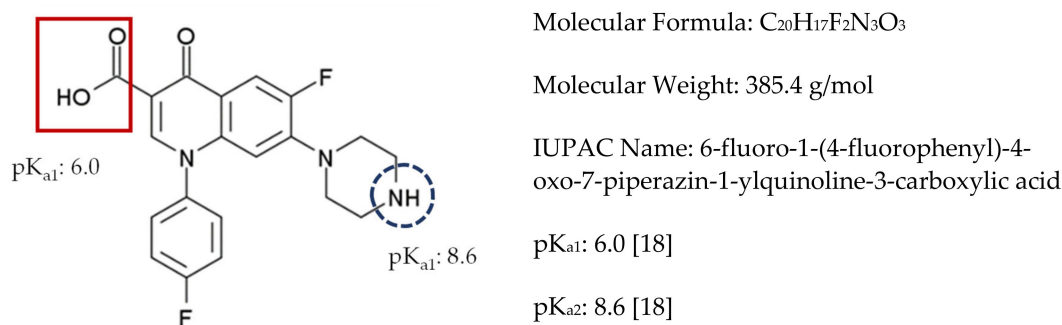 O
O
HO
F
N
N
NH
F
pKa1: 6.0
pKa1: 8.6
Molecular Formula: C20H17F2N3O3
Molecular Weight: 385.4 g/mol
IUPAC Name: 6-fluoro-1-(4-fluorophenyl)-4-
oxo-7-piperazin-1-ylquinoline-3-carboxylic acid
pKa1: 6.0 [18]
pKa2: 8.6 [18]